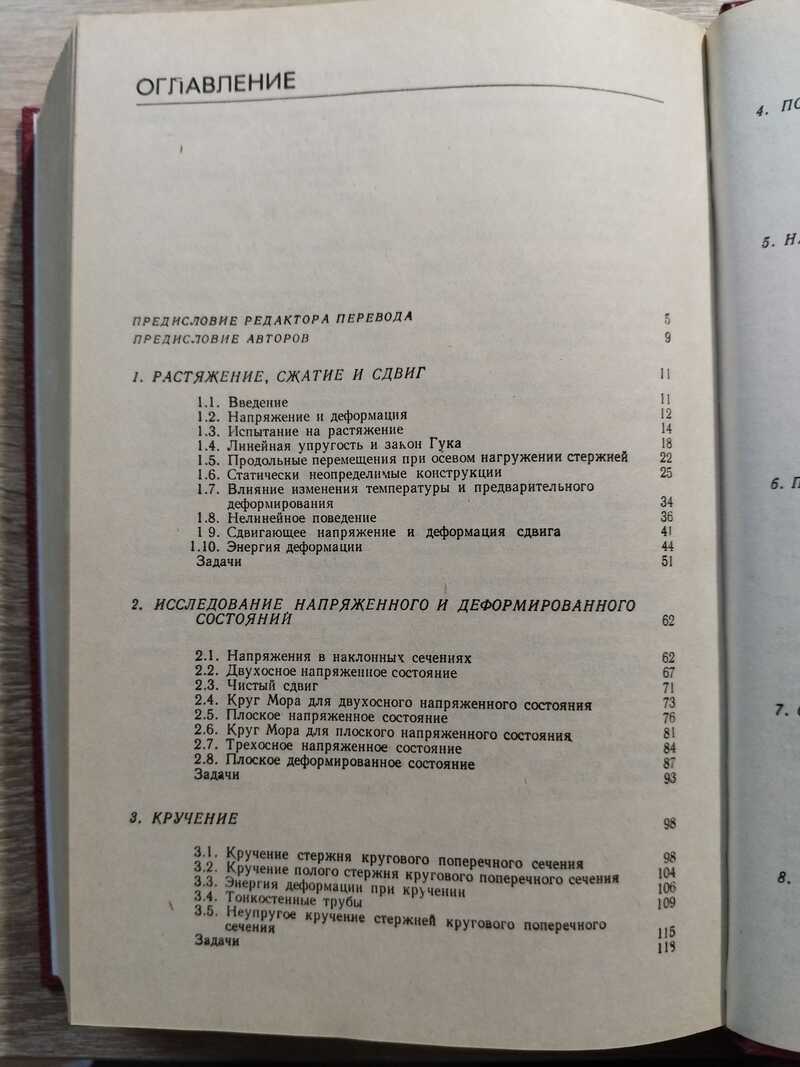 ОГЛАВЛЕНИЕ
ПРЕДИСЛОВИЕ РЕДАКТОРА ПЕРЕВОДА 5
ПРЕДИСЛОВИЕ АВТОРОВ 9
1. РАСТЯЖЕНИЕ, СЖАТИЕ И СДВИГ 11
1.1. Введение 11
1.2. Напряжение и деформация 12
1.3. Испытание на растяжение 14
1.4. Линейная упругость и закон Гука 18
1.5. Продольные перемещения при осевом нагружении стержней 22
1.6. Статически неопределимые конструкции 25
1.7. Влияние изменения температуры и предварительного
деформирования 34
1.8. Нелинейное поведение 36
1 9. Сдвигающее напряжение и деформация сдвига 41
1.10. Энергия деформации 44
Задачи 51
2. ИССЛЕДОВАНИЕ НАПРЯЖЕННОГО И ДЕФОРМИРОВАННОГО
СОСТОЯНИЙ 62
2.1. Напряжения в наклонных сечениях 62
2.2. Двухосное напряженное состояние 67
2.3. Чистый сдвиг 71
2.4. Круг Мора для двухосного напряженного состояния 73
2.5. Плоское напряженное состояние 76
2.6. Круг Мора для плоского напряженного состояния 81
2.7. Трехосное напряженное состояние 84
2.8. Плоское деформированное состояние 87
Задачи 93
3. КРУЧЕНИЕ 98
3.1. Кручение стержня кругового поперечного сечения 98
3.2. Кручение полого стержня кругового поперечного сечения 104
3.3. Энергия деформации при кручении 106
3.4. Тонкостенные трубы 109
3.5. Неупругое кручение стержней кругового поперечного
сечения 115
Задачи 118
4. ПО
5. НА
6. П
7.
8.